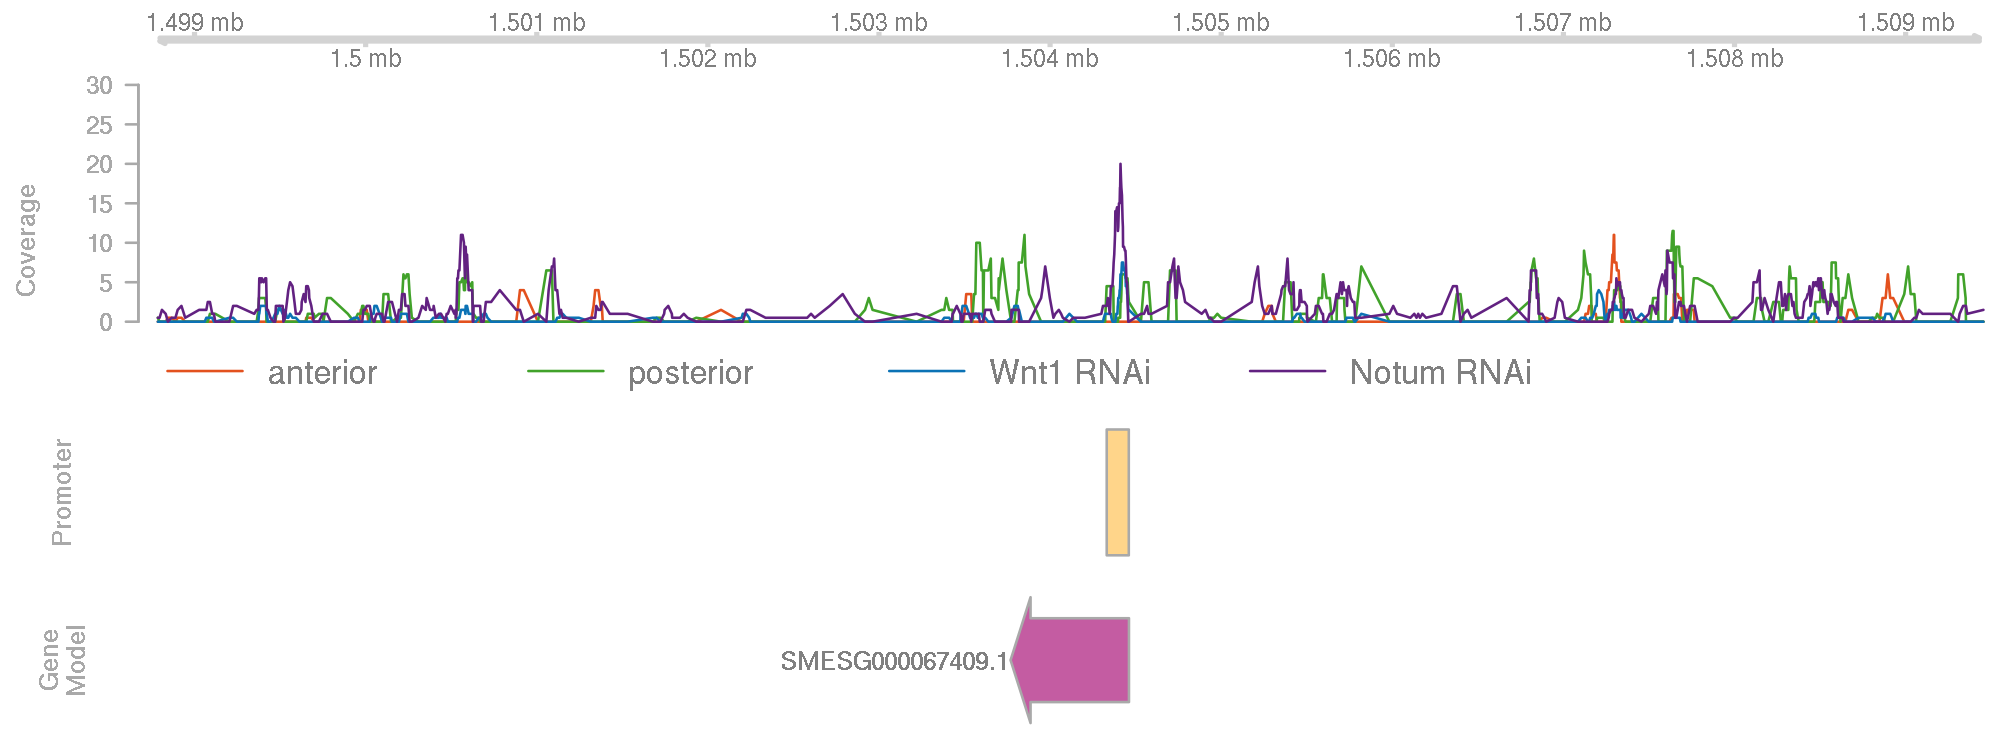 1.499 mb 1.501 mb 1.503 mb 1.505 mb 1.507 mb 1.509 mb
1.5 mb 1.502 mb 1.504 mb 1.506 mb 1.508 mb
30
25
20
15
10
5
0
Coverage
anterior posterior Wnt1 RNAi Notum RNAi
Promoter
Gene
Model
SMESG000067409.1